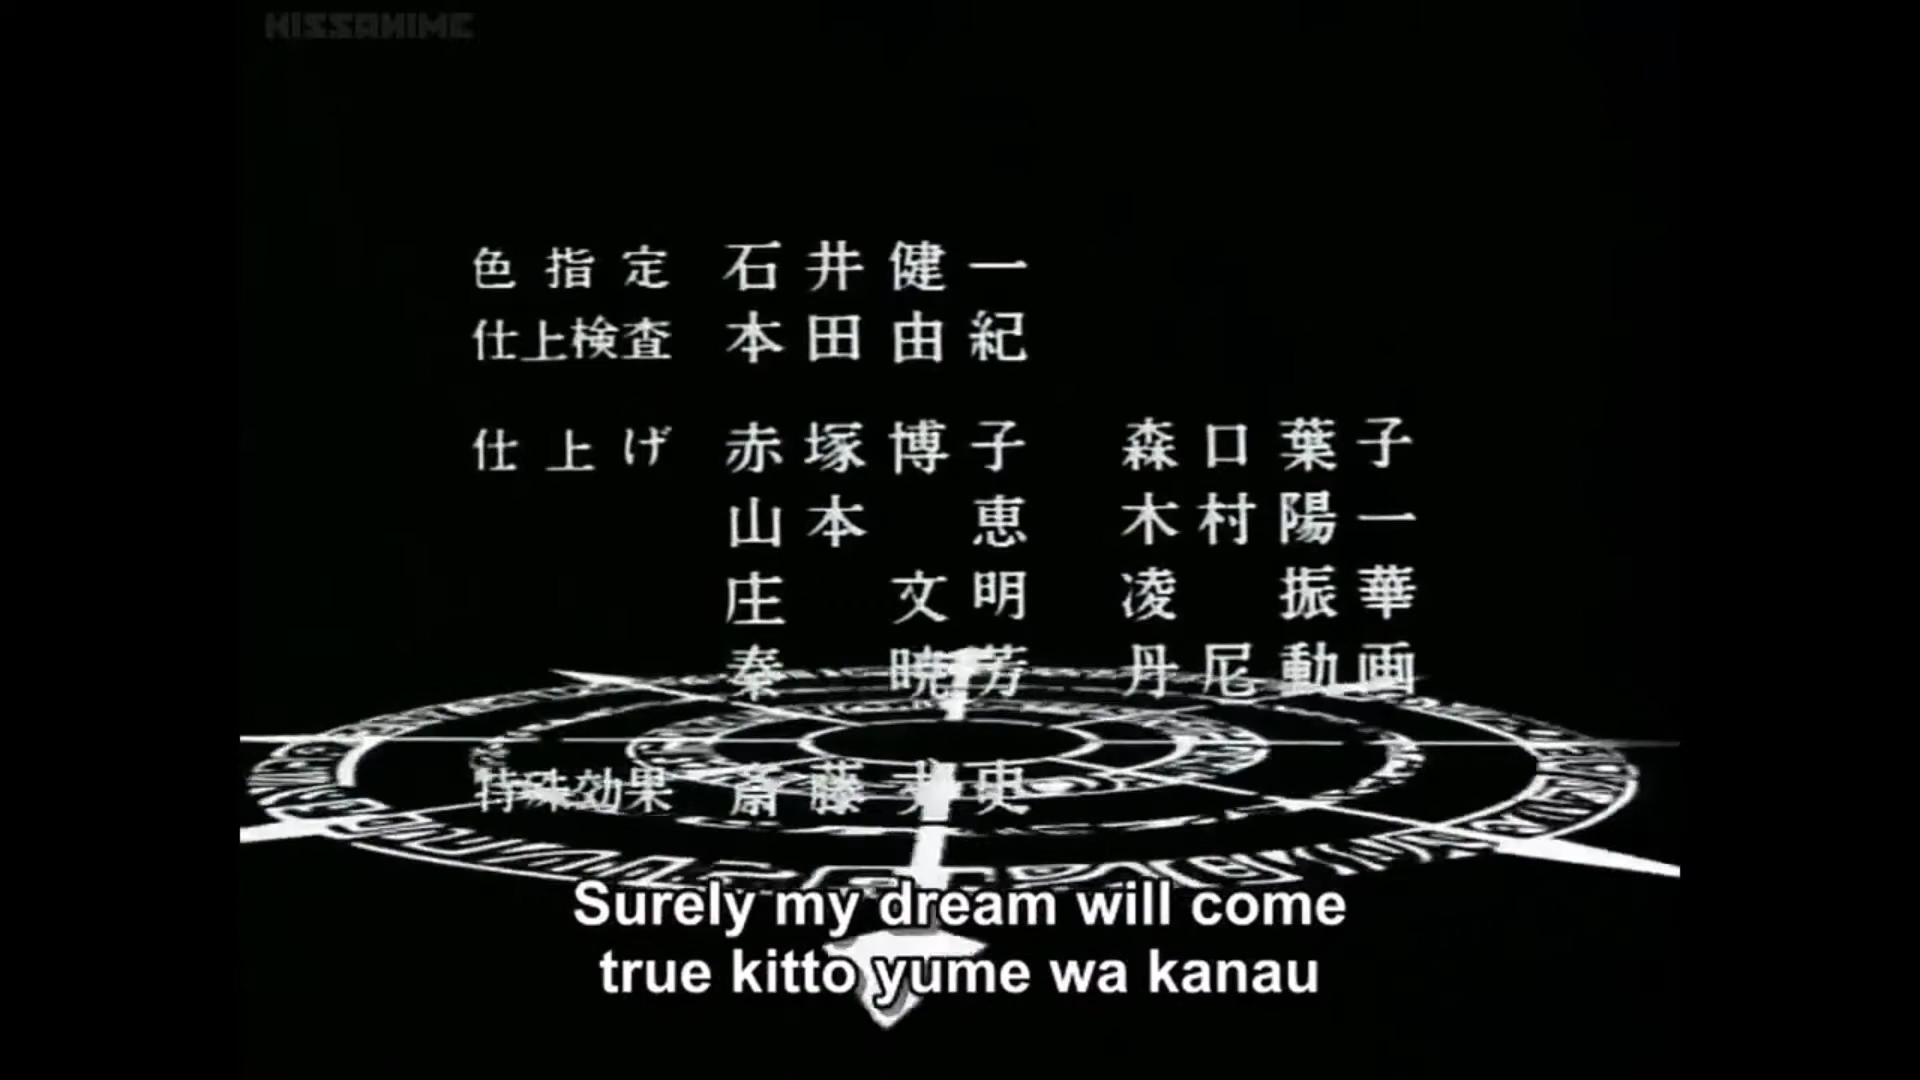 KISSANIME
色指定 石井健一
仕上検査 本田由紀
仕上げ 赤塚博子 森口葉子
山本 恵 木村陽一
庄 文明 凌 振華
秦 暁芳 丹尼動画
特殊効果 斎藤 史
Surely my dream will come
true kitto yume wa kanau